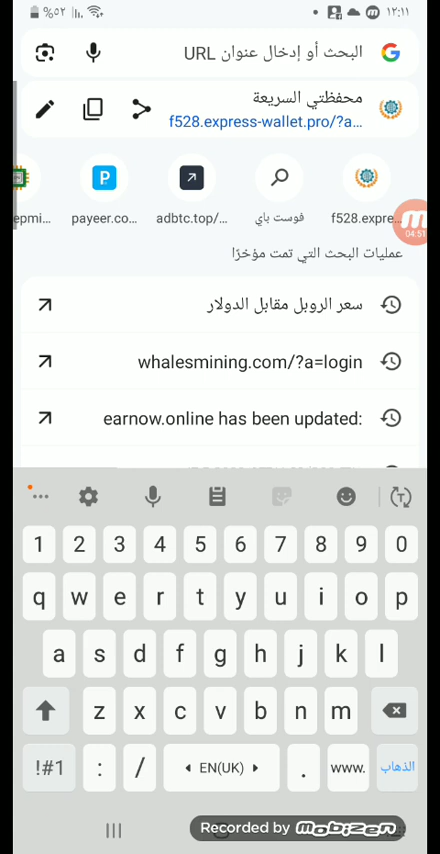 ١٢:١١
%٥٢
البحث أو إدخال عنوان URL
محفظتي السريعة
f528.express-wallet.pro/?a...
04:51
f528.expre...
فوست باي
adbtc.top/...
payeer.co...
epmi...
عمليات البحث التي تمت مؤخرًا
سعر الروبل مقابل الدولار
whalesmining.com/?a=login
earnow.online has been updated:
1 2 3 4 5 6 7 8 9 0
q w e r t y u i o p
a s d f g h j k l
z x c v b n m
!#1 : / EN(UK) . www. الذهاب
Recorded by mobizen